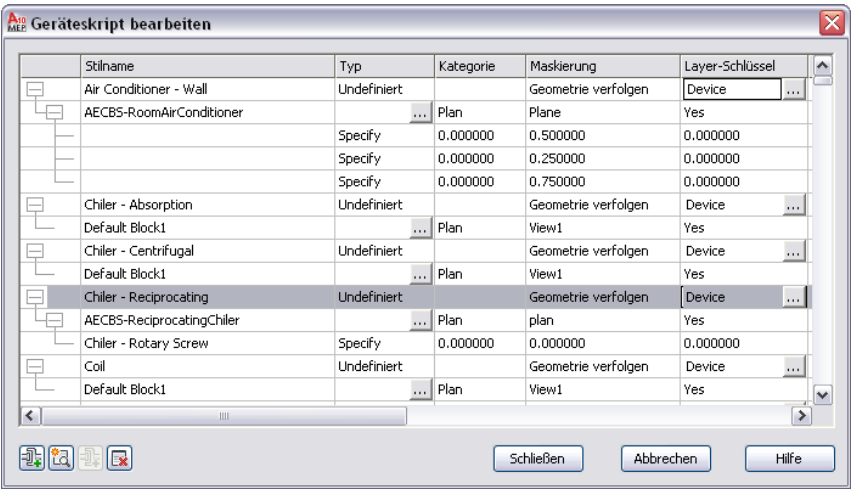 A10 MEP Geräteskript bearbeiten
Stilname Typ Kategorie Maskierung Layer-Schlüssel
Air Conditioner - Wall Undefiniert Geometrie verfolgen Device ...
AECBS-RoomAirConditioner ... Plan Plane Yes
Specify 0.000000 0.500000 0.000000
Specify 0.000000 0.250000 0.000000
Specify 0.000000 0.750000 0.000000
Chiler - Absorption Undefiniert Geometrie verfolgen Device ...
Default Block1 ... Plan View1 Yes
Chiler - Centrifugal Undefiniert Geometrie verfolgen Device ...
Default Block1 ... Plan View1 Yes
Chiler - Reciprocating Undefiniert Geometrie verfolgen Device ...
AECBS-ReciprocatingChiler ... Plan plan Yes
Chiler - Rotary Screw Specify 0.000000 0.000000 0.000000
Coil Undefiniert Geometrie verfolgen Device ...
Default Block1 ... Plan View1 Yes
Schließen Abbrechen Hilfe